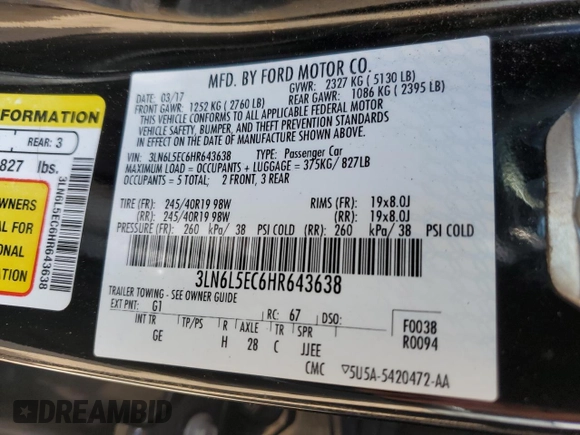 MFD. BY FORD MOTOR CO.
DATE: 03/17
GVWR: 2327 KG ( 5130 LB)
FRONT GAWR: 1252 KG ( 2760 LB)
REAR GAWR: 1086 KG ( 2395 LB)
THIS VEHICLE CONFORMS TO ALL APPLICABLE FEDERAL MOTOR
VEHICLE SAFETY, BUMPER, AND THEFT PREVENTION STANDARDS
IN EFFECT ON THE DATE OF MANUFACTURE SHOWN ABOVE.
VIN: 3LN6L5EC6HR643638
TYPE: Passenger Car
MAXIMUM LOAD = OCCUPANTS + LUGGAGE = 375KG/ 827LB
OCCUPANTS = 5 TOTAL; 2 FRONT, 3 REAR
TIRE (FR): 245/40R19 98W RIMS (FR): 19x8.0J
(RR): 245/40R19 98W (RR): 19x8.0J
PRESSURE (FR): 260 kPa/ 38 PSI COLD (RR): 260 kPa/ 38 PSI COLD
3LN6L5EC6HR643638
TRAILER TOWING - SEE OWNER GUIDE
EXT PNT: G1 RC: 67 DSO:
INT TR TP/PS R AXLE TR SPR
GE H 28 C JJEE
F0038
R0094
CMC 5U5A-5420472-AA
FORMATION
REAR: 3
827 lbs.
3LN6L5EC6HR643638
OWNER'S
AL FOR
ONAL
ATION
DREAMBID